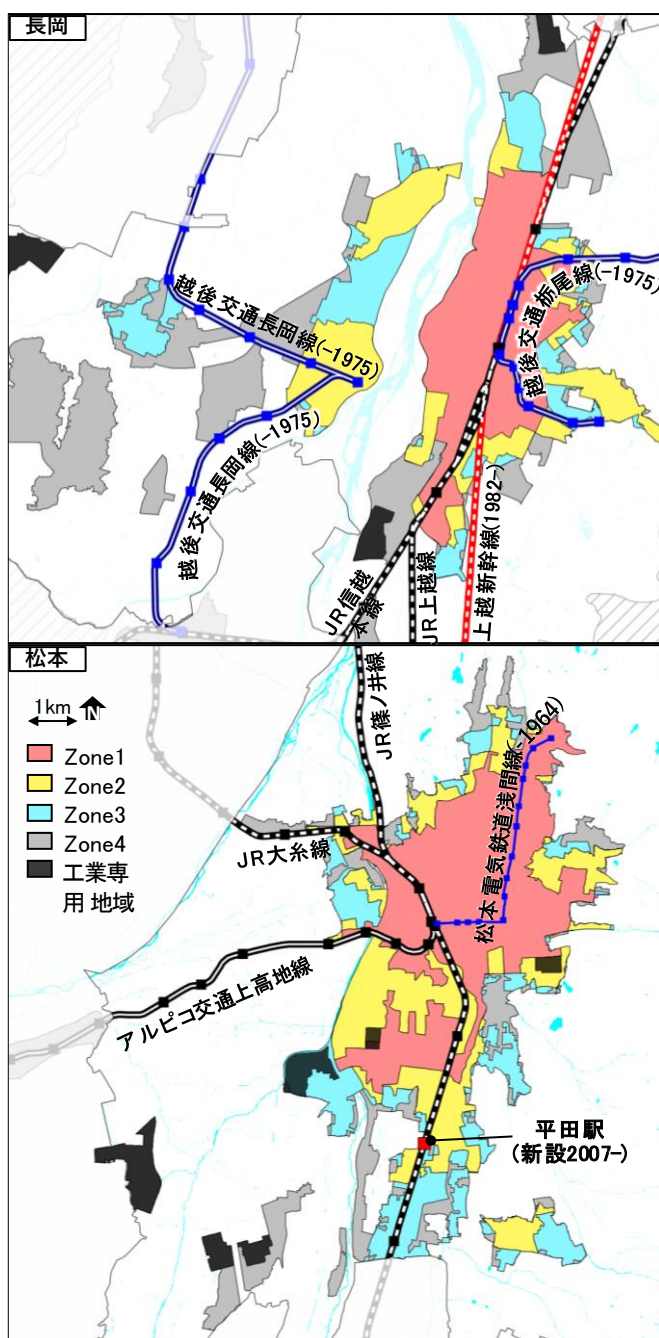 長岡
越後交通長岡線(-1975)
越後交通栃尾線(-1975)
越後交通長岡線(-1975)
JR信越
本線
JR上越線
上越新幹線(1982-)
松本
1km
N
Zone1
Zone2
Zone3
Zone4
工業専
用地域
JR篠ノ井線
松本電気鉄道浅間線(-1964)
JR大糸線
アルピコ交通上高地線
平田駅
(新設2007-)